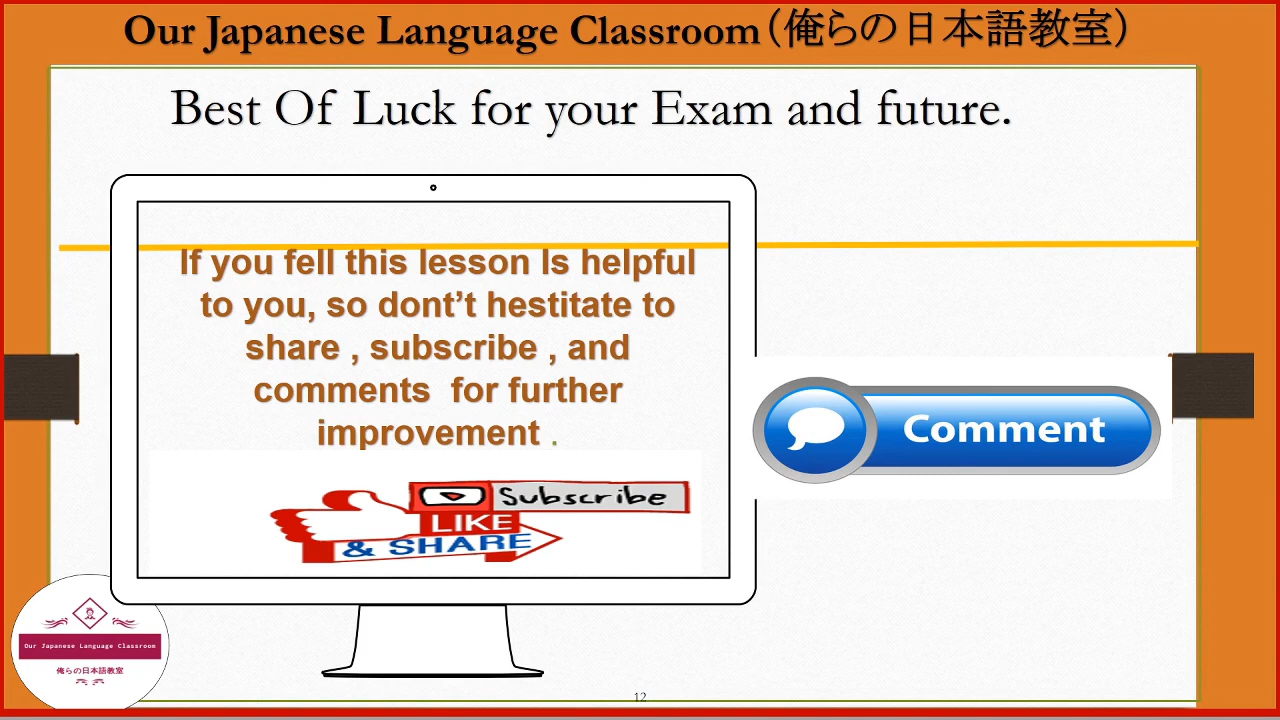 Our Japanese Language Classroom（俺らの日本語教室）
Best Of Luck for your Exam and future.
If you fell this lesson Is helpful
to you, so dont’t hestitate to
share , subscribe , and
comments for further
improvement .
Subscribe
LIKE
& SHARE
Comment
Our Japanese Language Classroom
俺らの日本語教室
12